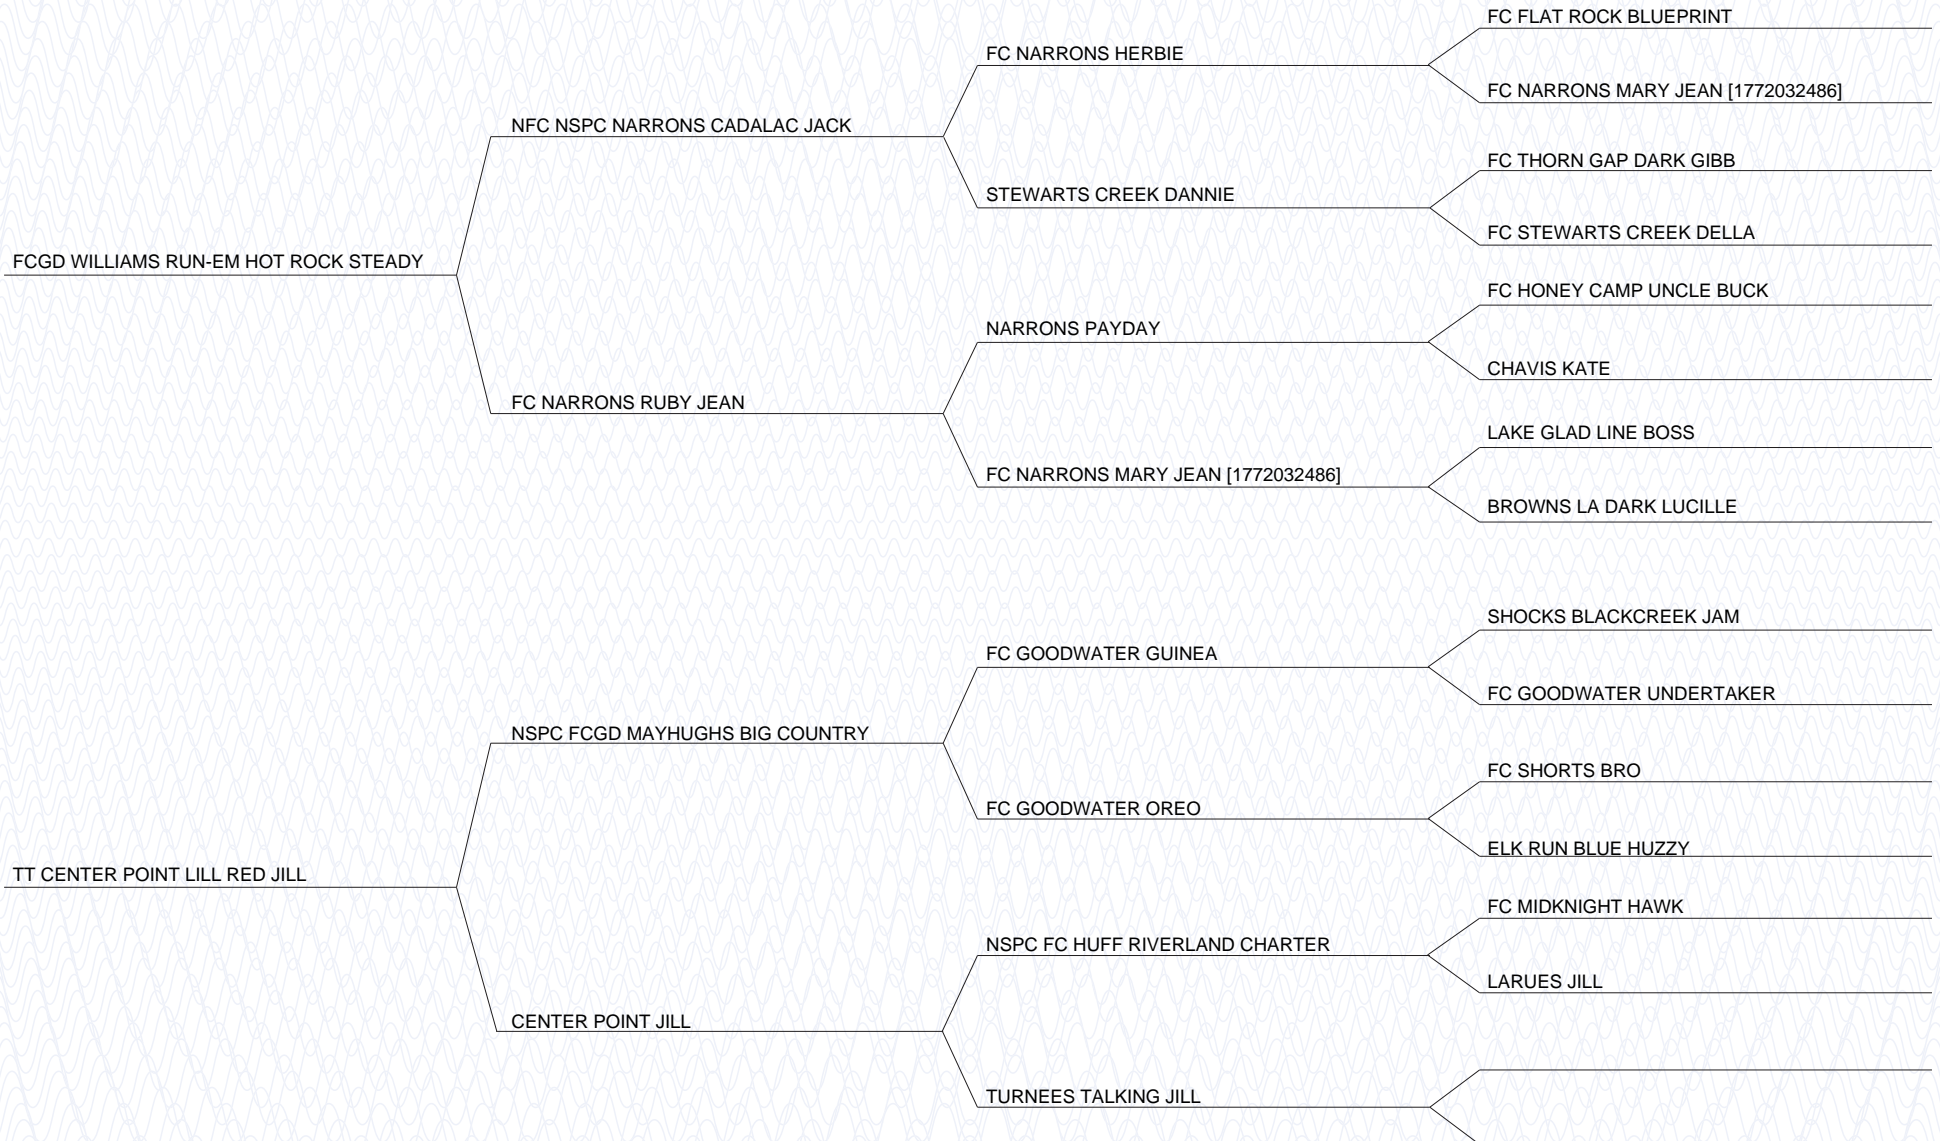 FC FLAT ROCK BLUEPRINT
FC NARRONS HERBIE
FC NARRONS MARY JEAN [1772032486]
NFC NSPC NARRONS CADALAC JACK
FC THORN GAP DARK GIBB
STEWARTS CREEK DANNIE
FC STEWARTS CREEK DELLA
FCGD WILLIAMS RUN-EM HOT ROCK STEADY
FC HONEY CAMP UNCLE BUCK
NARRONS PAYDAY
CHAVIS KATE
FC NARRONS RUBY JEAN
LAKE GLAD LINE BOSS
FC NARRONS MARY JEAN [1772032486]
BROWNS LA DARK LUCILLE
SHOCKS BLACKCREEK JAM
FC GOODWATER GUINEA
FC GOODWATER UNDERTAKER
NSPC FCGD MAYHUGHS BIG COUNTRY
FC SHORTS BRO
FC GOODWATER OREO
ELK RUN BLUE HUZZY
TT CENTER POINT LILL RED JILL
FC MIDKNIGHT HAWK
NSPC FC HUFF RIVERLAND CHARTER
LARUES JILL
CENTER POINT JILL
TURNEES TALKING JILL